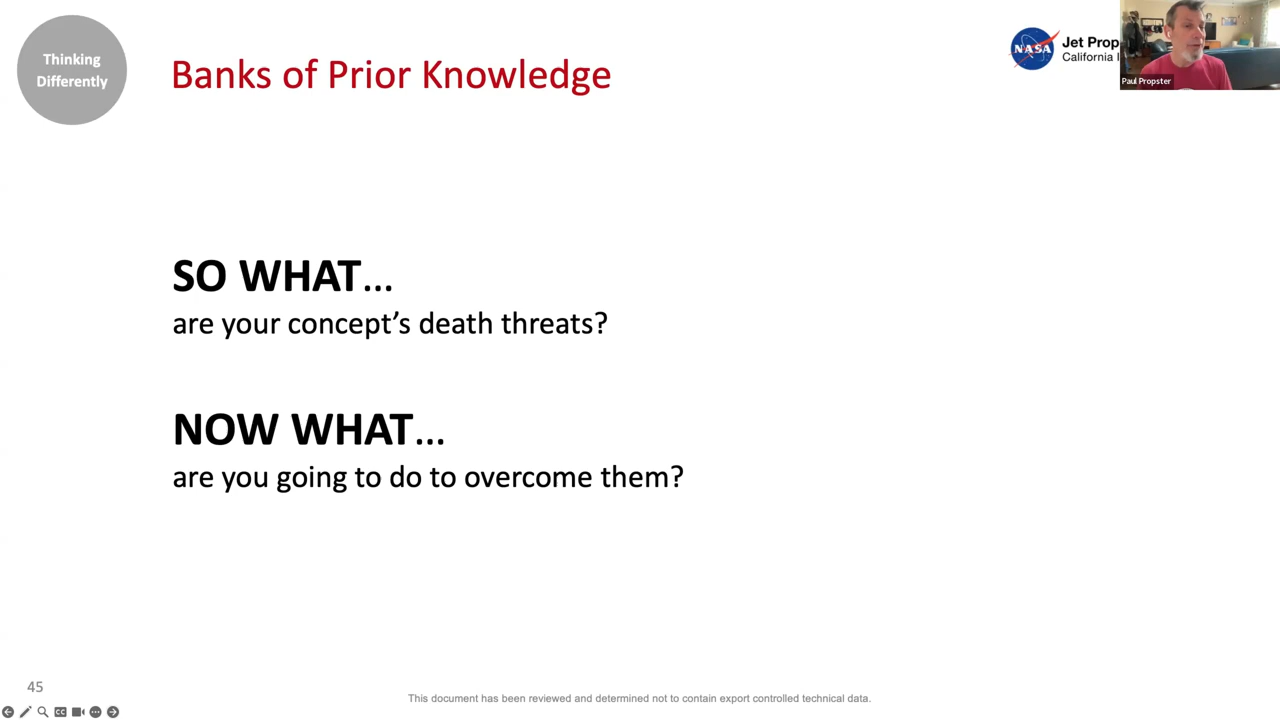 Thinking
Differently
Banks of Prior Knowledge
NASA
Jet Prop
California I
Paul Propster
SO WHAT…
are your concept’s death threats?
NOW WHAT…
are you going to do to overcome them?
45
This document has been reviewed and determined not to contain export controlled technical data.
CC